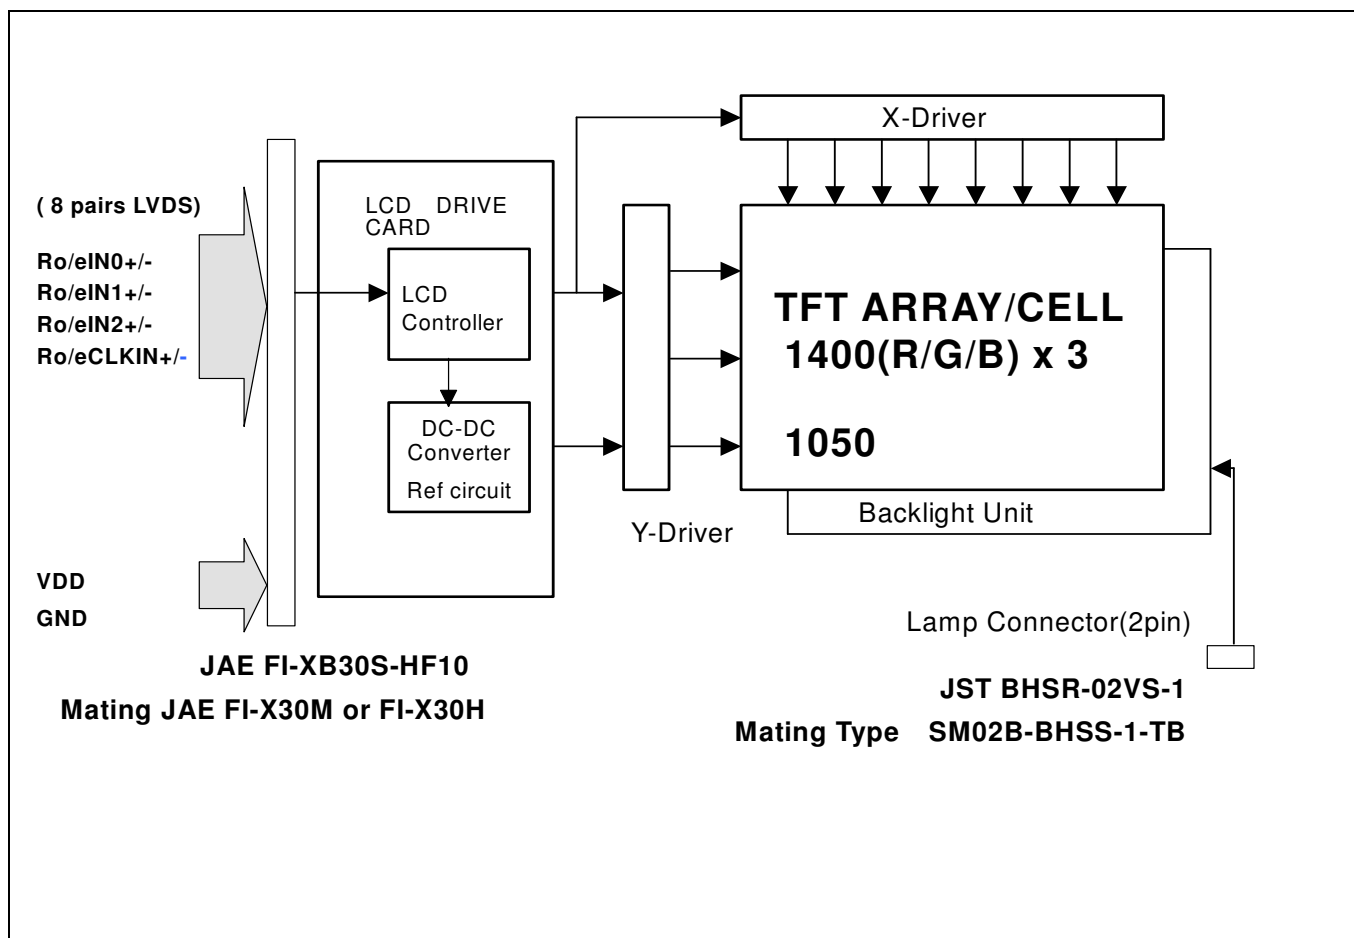 X-Driver
( 8 pairs LVDS)
Ro/eIN0+/-
Ro/eIN1+/-
Ro/eIN2+/-
Ro/eCLKIN+/-
LCD DRIVE
CARD
LCD
Controller
DC-DC
Converter
Ref circuit
TFT ARRAY/CELL
1400(R/G/B) x 3
1050
Y-Driver
Backlight Unit
VDD
GND
JAE FI-XB30S-HF10
Mating JAE FI-X30M or FI-X30H
Lamp Connector(2pin)
JST BHSR-02VS-1
Mating Type SM02B-BHSS-1-TB